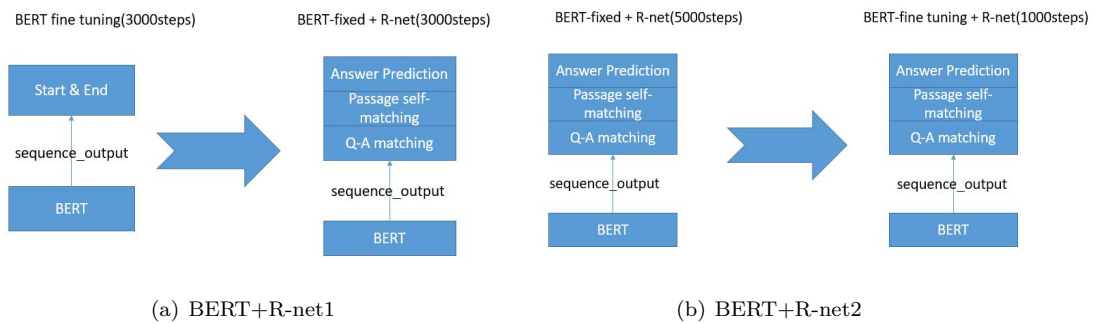 BERT fine tuning(3000steps)
Start & End
sequence_output
BERT
BERT-fixed + R-net(3000steps)
Answer Prediction
Passage self-
matching
Q-A matching
sequence_output
BERT
(a) BERT+R-net1
BERT-fixed + R-net(5000steps)
Answer Prediction
Passage self-
matching
Q-A matching
sequence_output
BERT
BERT-fine tuning + R-net(1000steps)
Answer Prediction
Passage self-
matching
Q-A matching
sequence_output
BERT
(b) BERT+R-net2